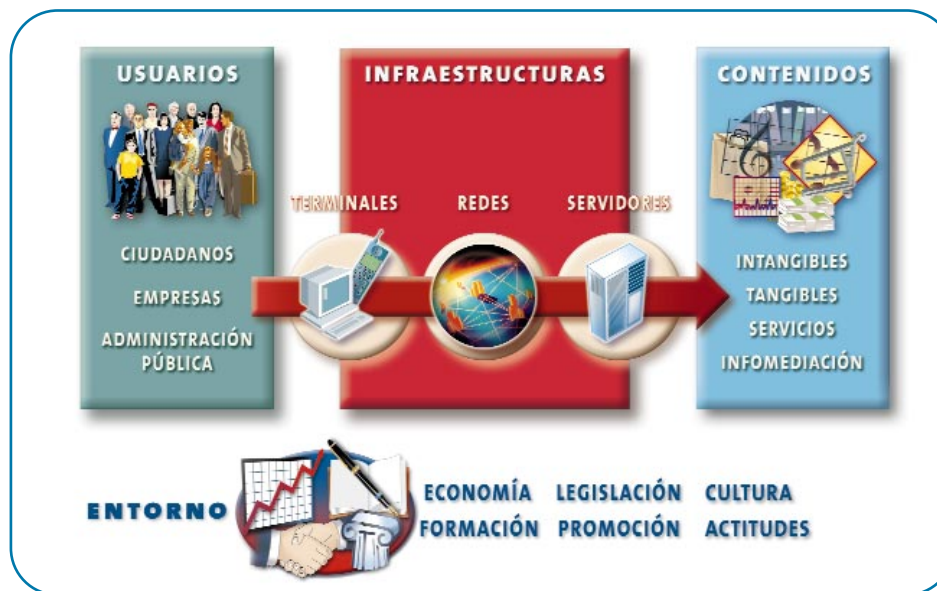 USUARIOS
CIUDADANOS
EMPRESAS
ADMINISTRACIÓN
PÚBLICA
INFRAESTRUCTURAS
TERMINALES
REDES
SERVIDORES
CONTENIDOS
INTANGIBLES
TANGIBLES
SERVICIOS
INFOMEDIACIÓN
ENTORNO
ECONOMÍA LEGISLACIÓN CULTURA
FORMACIÓN PROMOCIÓN ACTITUDES